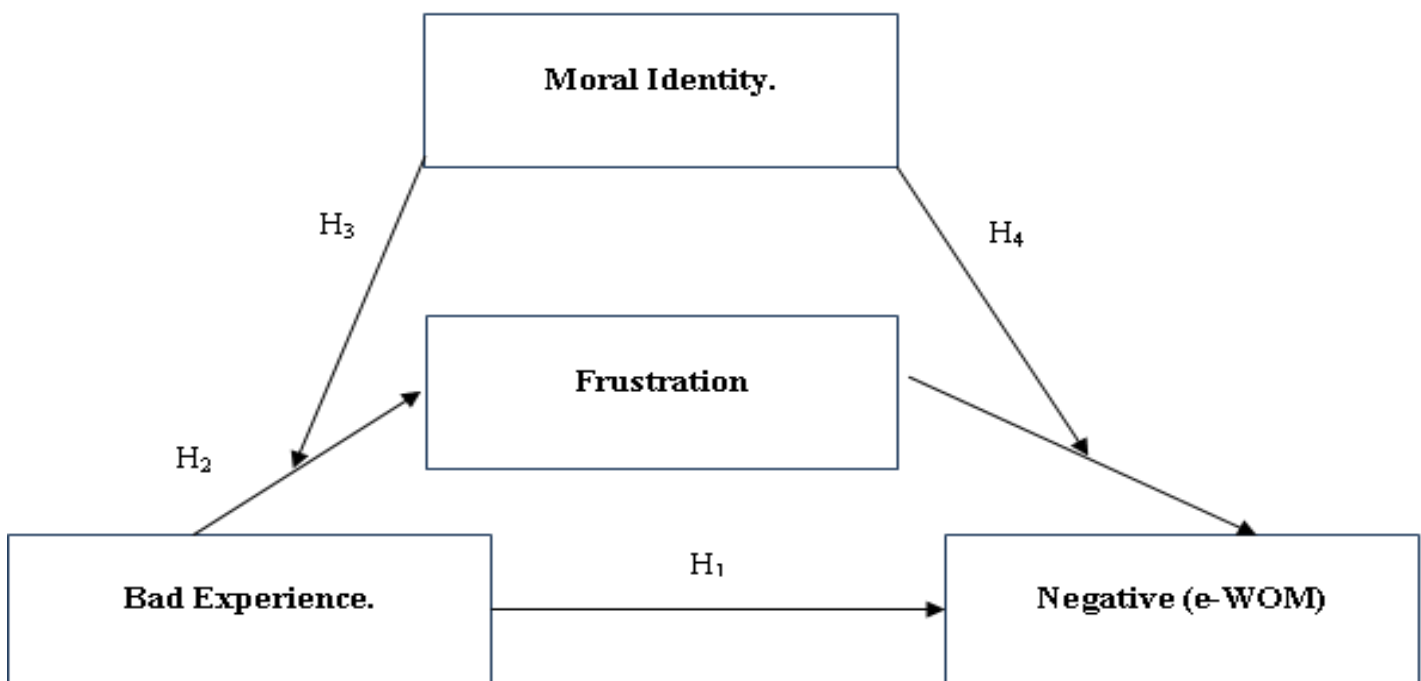 Moral Identity.
H₃
H₄
Frustration
H₂
H₁
Bad Experience.
Negative (e-WOM)